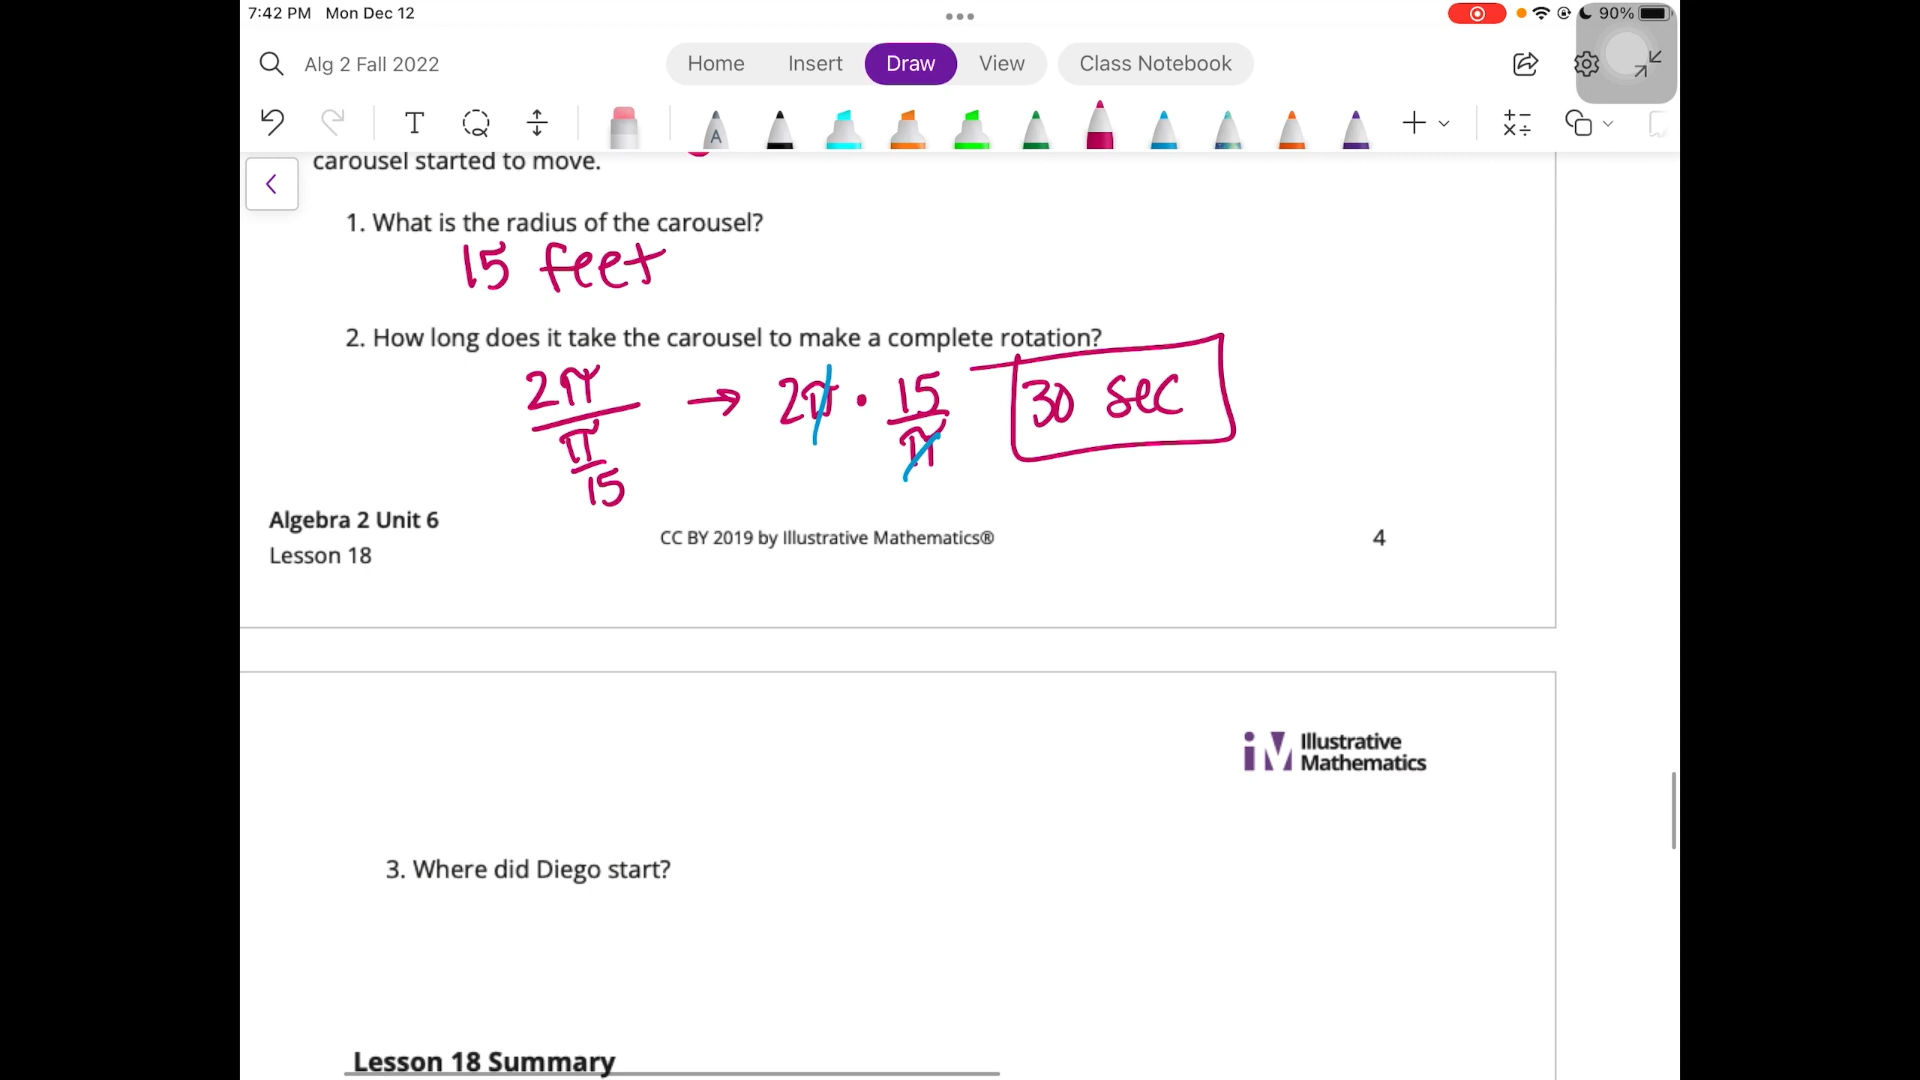 7:42 PM Mon Dec 12
90%
Alg 2 Fall 2022
Home Insert Draw View Class Notebook
T
A
carousel started to move.
1. What is the radius of the carousel?
15 feet
2. How long does it take the carousel to make a complete rotation?
2π / (π/15) → 2π · 15/π 30 sec
Algebra 2 Unit 6
Lesson 18
CC BY 2019 by Illustrative Mathematics®
4
Illustrative
Mathematics
3. Where did Diego start?
Lesson 18 Summary